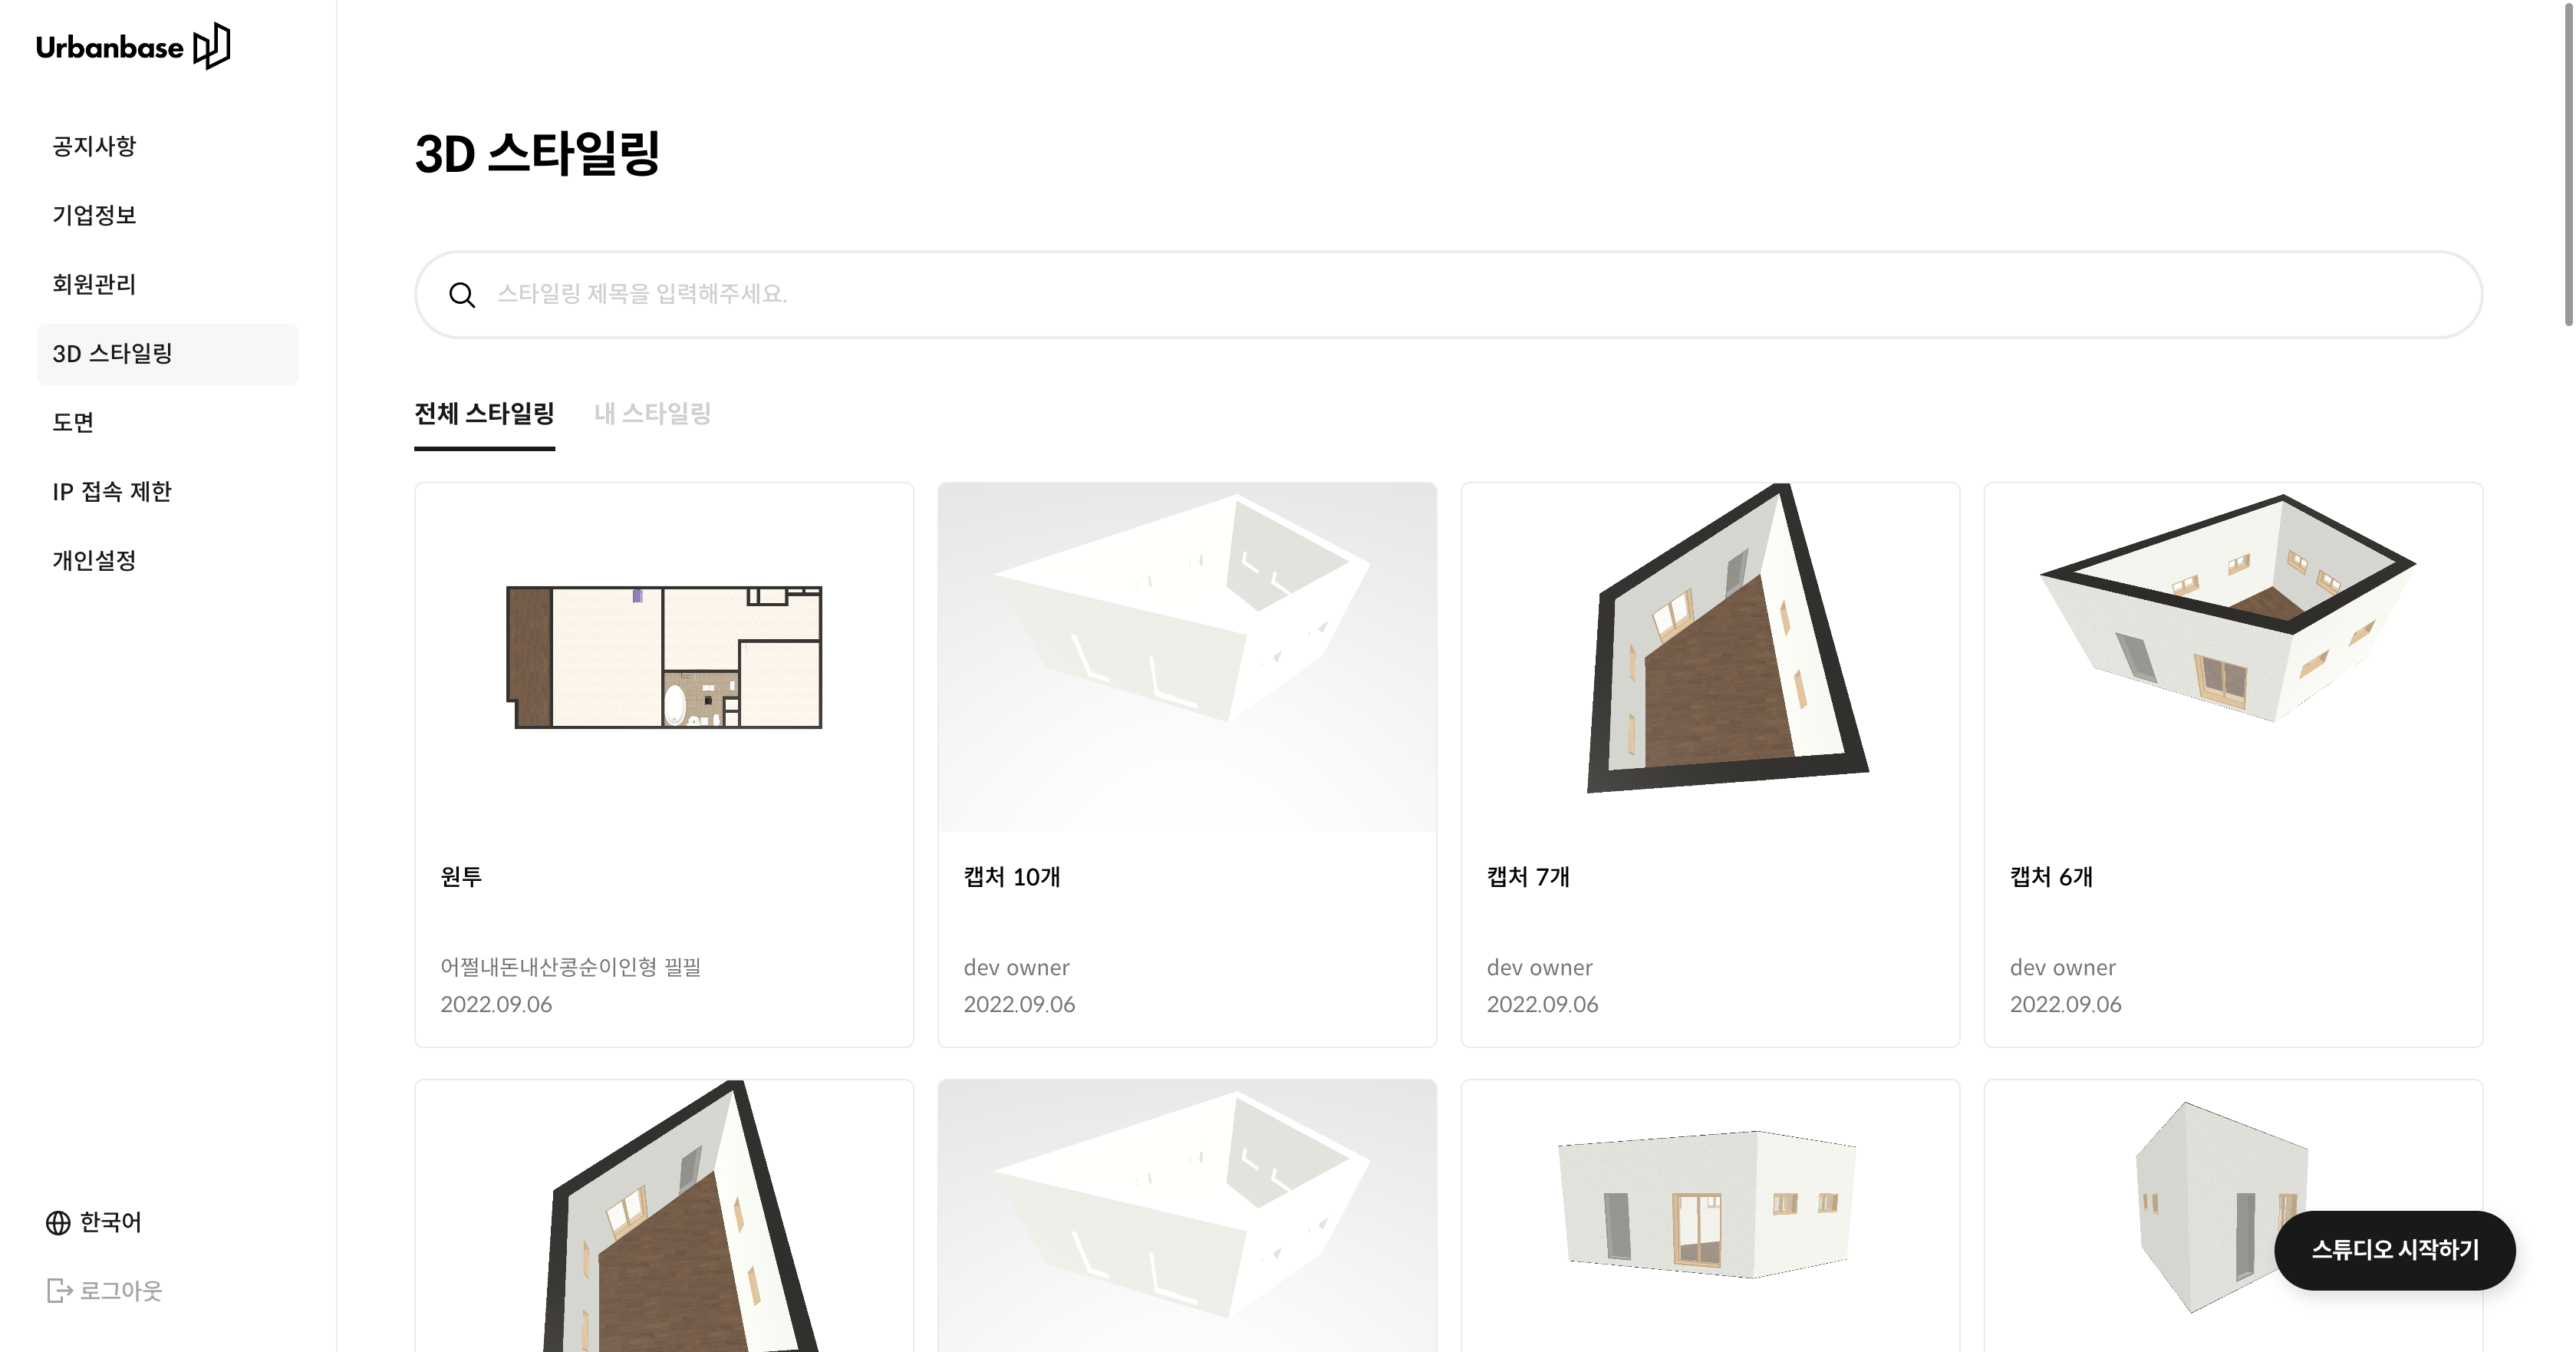 Urbanbase
공지사항
기업정보
회원관리
3D 스타일링
도면
IP 접속 제한
개인설정
한국어
로그아웃
3D 스타일링
스타일링 제목을 입력해주세요.
전체 스타일링
내 스타일링
원투
어쩔내돈내산콩순이인형 끨끨
2022.09.06
캡처 10개
dev owner
2022.09.06
캡처 7개
dev owner
2022.09.06
캡처 6개
dev owner
2022.09.06
스튜디오 시작하기